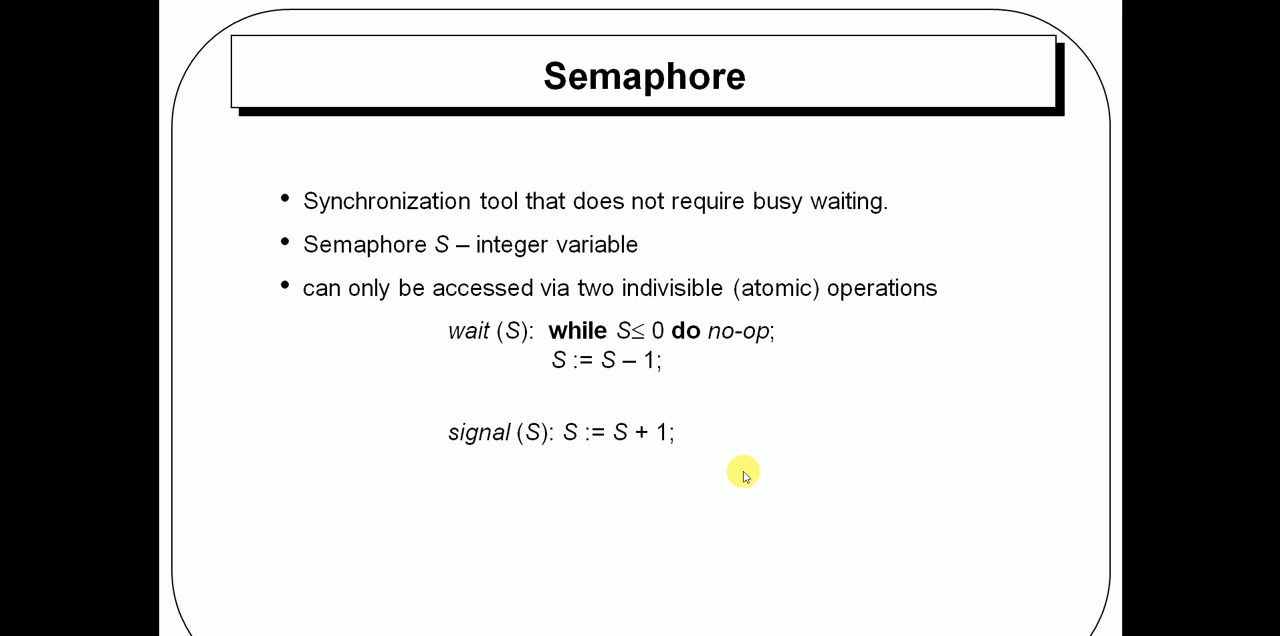 Semaphore
• Synchronization tool that does not require busy waiting.
• Semaphore S – integer variable
• can only be accessed via two indivisible (atomic) operations
wait (S): while S≤ 0 do no-op;
S := S – 1;
signal (S): S := S + 1;